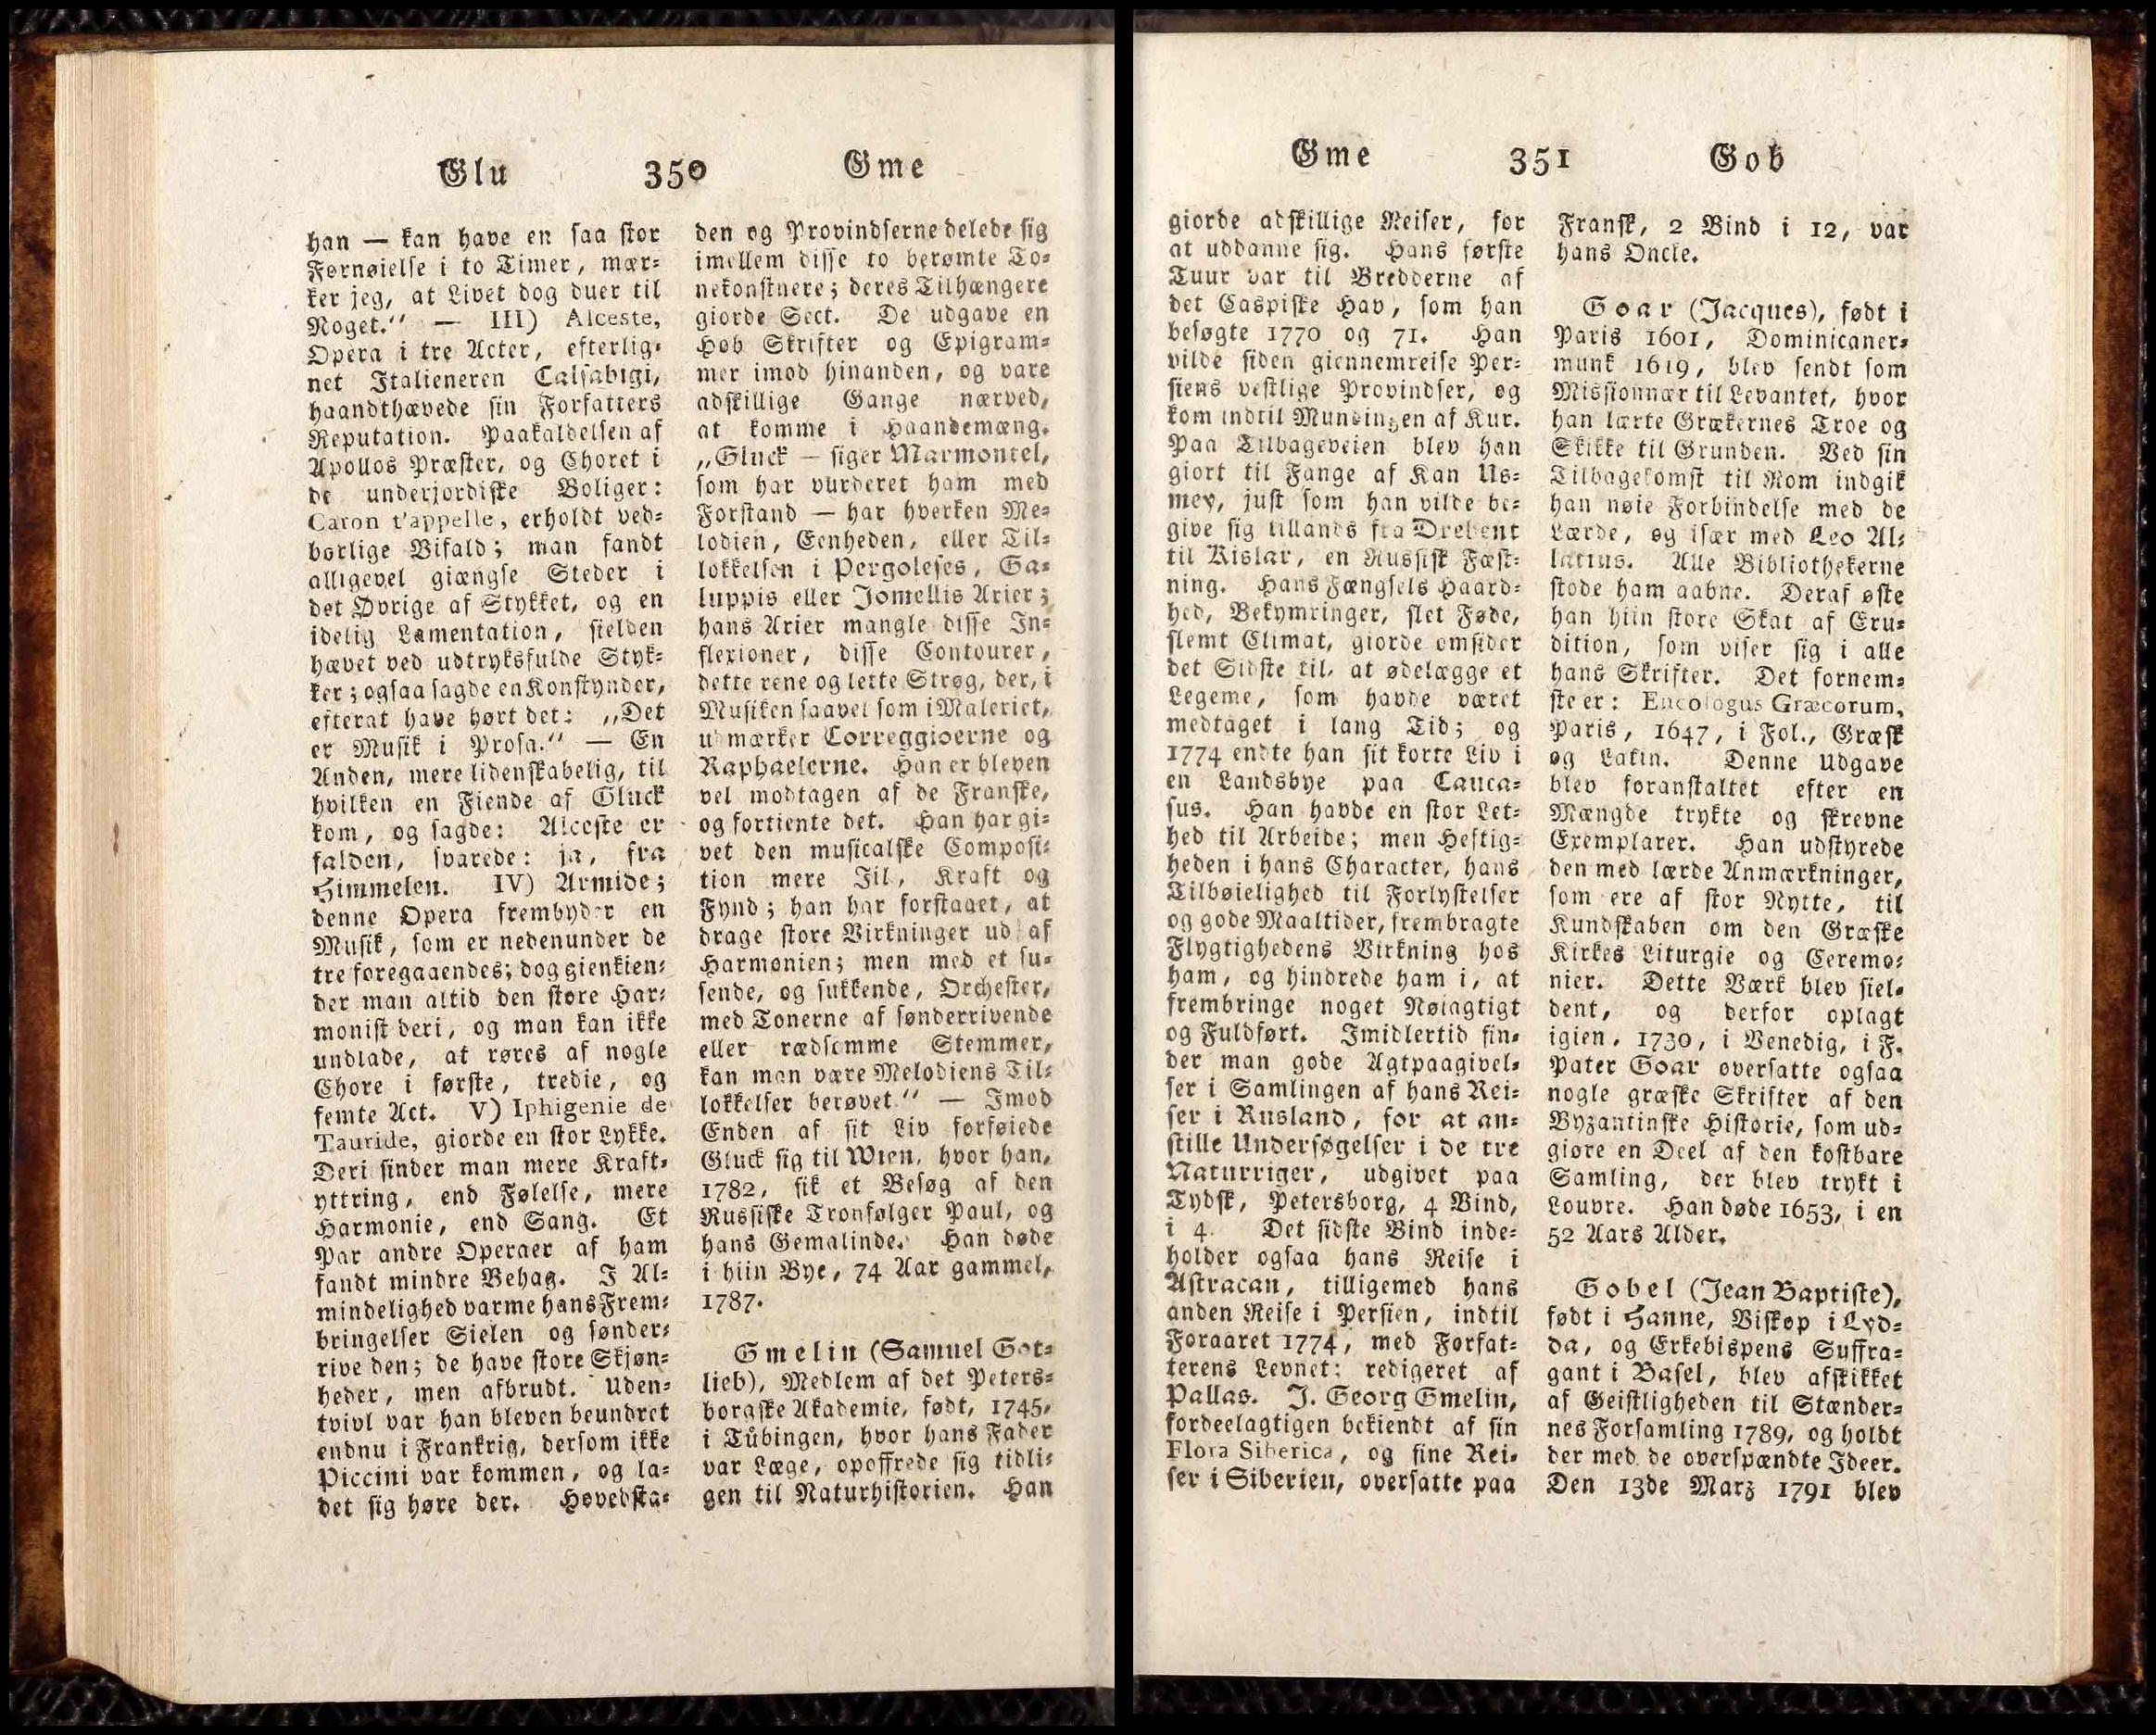 Glu 350 Gme
han — kan have en saa stor
Fornøielse i to Timer, mær-
ker jeg, at Livet dog duer til
Noget.“ — III) Alceste,
Opera i tre Acter, efterlig-
net Italieneren Calsabigi,
haandthævede sin Forfatters
Reputation. Paakaldelsen af
Apollos Præster, og Choret i
de underjordiske Boliger:
Caron t'appelle, erholdt ved-
børlige Bifald; man fandt
alligevel giængse Steder i
det Øvrige af Stykket, og en
idelig Lamentation, sielden
hævet ved udtryksfulde Styk-
ker; ogsaa sagde en Konstynder,
efterat have hørt det: „Det
er Musik i Prosa.“ — En
Anden, mere lidenskabelig, til
hvilken en Fiende af Gluck
kom, og sagde: Alceste er
falden, svarede: ja, fra
Himmelen. IV) Armide;
denne Opera frembyder en
Musik, som er nedenunder de
tre foregaaendes; dog gienkien-
der man altid den store Har-
monist deri, og man kan ikke
undlade, at røres af nogle
Chore i første, tredie, og
femte Act. V) Iphigenie de
Tauride, giorde en stor Lykke.
Deri finder man mere Kraft-
yttring, end Følelse, mere
Harmonie, end Sang. Et
Par andre Operaer af ham
fandt mindre Behag. I Al-
mindelighed varme hans Frem-
bringelser Sielen og sønder-
rive den; de have store Skjøn-
heder, men afbrudt. Uden-
tvivl var han bleven beundret
endnu i Frankrig, dersom ikke
Piccini var kommen, og la-
det sig høre der. Hovedsta-
den og Provindserne delede sig
imellem disse to berømte To-
nekonstnere; deres Tilhængere
giorde Sect. De udgave en
Hob Skrifter og Epigram-
mer imod hinanden, og vare
adskillige Gange nærved,
at komme i Haandemæng.
„Gluck — siger Marmontel,
som har vurderet ham med
Forstand — har hverken Me-
lodien, Eenheden, eller Til-
lokkelsen i Pergoleses, Ga-
luppis eller Jomellis Arier;
hans Arier mangle disse In-
flexioner, disse Contourer,
dette rene og lette Strøg, der, i
Musiken saavel som i Maleriet,
udmærker Correggioerne og
Raphaelerne. Han er bleven
vel modtagen af de Franske,
og fortiente det. Han har gi-
vet den musicalske Composi-
tion mere Jil, Kraft og
Fynd; han har forstaaet, at
drage store Virkninger ud af
Harmonien; men med et su-
sende, og sukkende, Orchester,
med Tonerne af sønderrivende
eller rædsomme Stemmer,
kan man være Melodiens Til-
lokkelser berøvet.“ — Imod
Enden af sit Liv forføiede
Gluck sig til Wien, hvor han,
1782, fik et Besøg af den
Russiske Tronfølger Paul, og
hans Gemalinde. Han døde
i hiin Bye, 74 Aar gammel,
1787.
Gmelin (Samuel Got-
lieb), Medlem af det Peters-
borgske Akademie, født, 1745,
i Tübingen, hvor hans Fader
var Læge, opoffrede sig tidli-
gen til Naturhistorien. Han
Gme 351 Gob
giorde adskillige Reiser, for
at uddanne sig. Hans første
Tuur var til Bredderne af
det Caspiske Hav, som han
besøgte 1770 og 71. Han
vilde siden giennemreise Per-
siens vestlige Provindser, og
kom indtil Mundingen af Kur.
Paa Tilbageveien blev han
giort til Fange af Kan Us-
mey, just som han vilde be-
give sig tillands fra Drebent
til Kislar, en Russisk Fæst-
ning. Hans Fængsels Haard-
hed, Bekymringer, slet Føde,
slemt Climat, giorde omsider
det Sidste til, at ødelægge et
Legeme, som havde været
medtaget i lang Tid; og
1774 endte han sit korte Liv i
en Landsbye paa Cauca-
sus. Han havde en stor Let-
hed til Arbeide; men Heftig-
heden i hans Character, hans
Tilbøielighed til Forlystelser
og gode Maaltider, frembragte
Flygtighedens Virkning hos
ham, og hindrede ham i, at
frembringe noget Nøiagtigt
og Fuldført. Imidlertid fin-
der man gode Agtpaagivel-
ser i Samlingen af hans Rei-
ser i Rusland, for at an-
stille Undersøgelser i de tre
Naturriger, udgivet paa
Tydsk, Petersborg, 4 Bind,
i 4. Det sidste Bind inde-
holder ogsaa hans Reise i
Astracan, tilligemed hans
anden Reise i Persien, indtil
Foraaret 1774, med Forfat-
terens Levnet: redigeret af
Pallas. J. Georg Gmelin,
fordeelagtigen bekiendt af sin
Flora Siberica, og sine Rei-
ser i Siberien, oversatte paa
Fransk, 2 Bind i 12, var
hans Oncle.
Goar (Jacques), født i
Paris 1601, Dominicaner-
munk 1619, blev sendt som
Missionnær til Levantet, hvor
han lærte Grækernes Troe og
Skikke til Grunden. Ved sin
Tilbagekomst til Rom indgik
han nøie Forbindelse med de
Lærde, og især med Leo Al-
latius. Alle Bibliothekerne
stode ham aabne. Deraf øste
han hiin store Skat af Eru-
dition, som viser sig i alle
hans Skrifter. Det fornem-
ste er: Eucologus Græcorum,
Paris, 1647, i Fol., Græsk
og Latin. Denne Udgave
blev foranstaltet efter en
Mængde trykte og skrevne
Exemplarer. Han udstyrede
den med lærde Anmærkninger,
som ere af stor Nytte, til
Kundskaben om den Græske
Kirkes Liturgie og Ceremo-
nier. Dette Værk blev siel-
dent, og derfor oplagt
igien, 1730, i Venedig, i F.
Pater Goar oversatte ogsaa
nogle græske Skrifter af den
Byzantinske Historie, som ud-
giøre en Deel af den kostbare
Samling, der blev trykt i
Louvre. Han døde 1653, i en
52 Aars Alder.
Gobel (Jean Baptiste),
født i Hanne, Biskop i Lyd-
da, og Erkebispens Suffra-
gant i Basel, blev afskikket
af Geistligheden til Stænder-
nes Forsamling 1789, og holdt
der med de overspændte Ideer.
Den 13de Marz 1791 blev